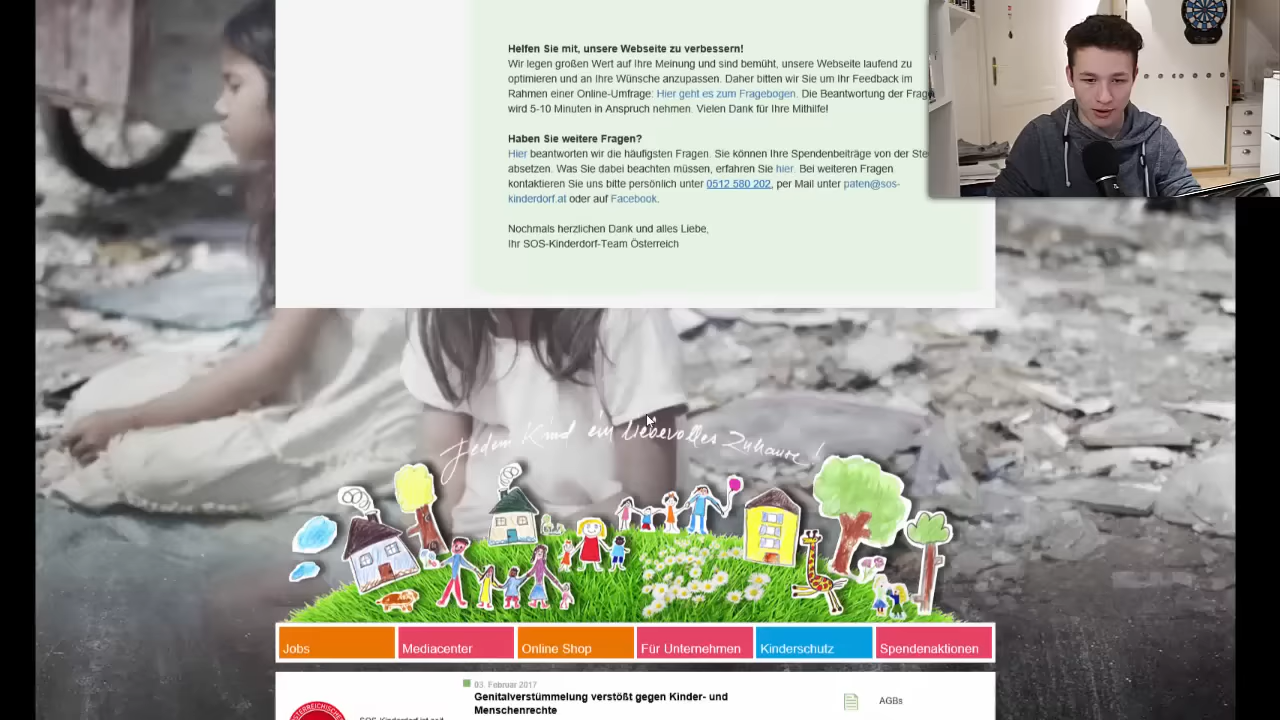 Helfen Sie mit, unsere Webseite zu verbessern!
Wir legen großen Wert auf Ihre Meinung und sind bemüht, unsere Webseite laufend zu
optimieren und an Ihre Wünsche anzupassen. Daher bitten wir Sie um Ihr Feedback im
Rahmen einer Online-Umfrage: Hier geht es zum Fragebogen. Die Beantwortung der
wird 5-10 Minuten in Anspruch nehmen. Vielen Dank für Ihre Mithilfe!
Haben Sie weitere Fragen?
Hier beantworten wir die häufigsten Fragen. Sie können Ihre Spendenbeiträge von der
absetzen. Was Sie dabei beachten müssen, erfahren Sie hier. Bei weiteren Fragen
kontaktieren Sie uns bitte persönlich unter 0512 580 202, per Mail unter paten@sos-
kinderdorf.at oder auf Facebook.
Nochmals herzlichen Dank und alles Liebe,
Ihr SOS-Kinderdorf-Team Österreich
Jedem Kind ein liebevolles Zuhause!
Jobs
Mediacenter
Online Shop
Für Unternehmen
Kinderschutz
Spendenaktionen
03. Februar 2017
Genitalverstümmelung verstößt gegen Kinder- und
Menschenrechte
AGBs